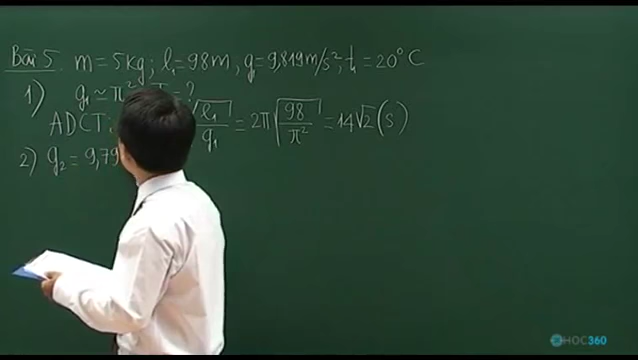 Bài 5. m = 5kg ; l₁ = 98m, g₁ = 9,819m/s², t₁ = 20°C
1) g₁ ≃ π² = ?
ADCT: √(l₁/g₁) = 2π√(98/π²) = 14√2 (s)
2) g₂ = 9,79
HOC360